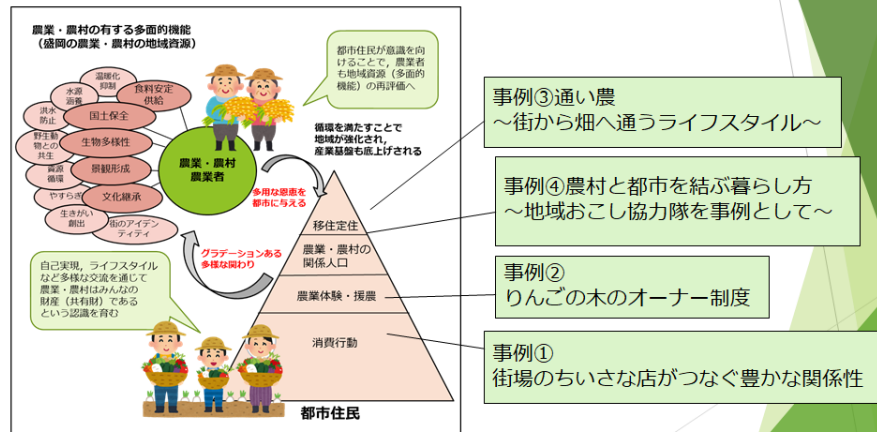 農業・農村の有する多面的機能
（盛岡の農業・農村の地域資源）
温暖化
抑制
食料安定
供給
水源
涵養
国土保全
洪水
防止
生物多様性
野生動
物との
共生
景観形成
資源
循環
文化継承
やすらぎ
生きがい
創出
街のアイデン
ティティ
農業・農村
農業者
都市住民が意識を向
けることで，農業者
も地域資源（多面的
機能）の再評価へ
循環を満たすことで
地域が強化され，
産業基盤も底上げされる
多用な恩恵を
都市に与える
グラデーションある
多様な関わり
自己実現，ライフスタイル
など多様な交流を通じて
農業・農村はみんなの
財産（共有財）である
という認識を育む
移住定住
農業・農村の
関係人口
農業体験・援農
消費行動
都市住民
事例③通い農
～街から畑へ通うライフスタイル～
事例④農村と都市を結ぶ暮らし方
～地域おこし協力隊を事例として～
事例②
りんごの木のオーナー制度
事例①
街場のちいさな店がつなぐ豊かな関係性